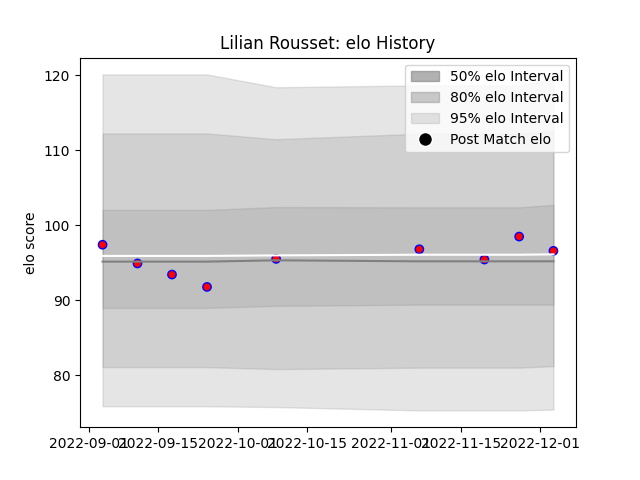 Lilian Rousset: elo History
120
110
100
90
80
elo score
50% elo Interval
80% elo Interval
95% elo Interval
Post Match elo
2022-09-01
2022-09-15
2022-10-01
2022-10-15
2022-11-01
2022-11-15
2022-12-01